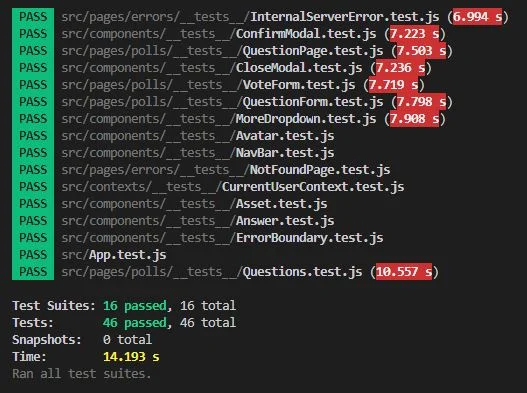 PASS src/pages/errors/__tests__/InternalServerError.test.js (6.994 s)
PASS src/components/__tests__/ConfirmModal.test.js (7.223 s)
PASS src/pages/polls/__tests__/QuestionPage.test.js (7.503 s)
PASS src/components/__tests__/CloseModal.test.js (7.236 s)
PASS src/pages/polls/__tests__/VoteForm.test.js (7.719 s)
PASS src/pages/polls/__tests__/QuestionForm.test.js (7.798 s)
PASS src/components/__tests__/MoreDropdown.test.js (7.908 s)
PASS src/components/__tests__/Avatar.test.js
PASS src/components/__tests__/NavBar.test.js
PASS src/pages/errors/__tests__/NotFoundPage.test.js
PASS src/contexts/__tests__/CurrentUserContext.test.js
PASS src/components/__tests__/Asset.test.js
PASS src/components/__tests__/Answer.test.js
PASS src/components/__tests__/ErrorBoundary.test.js
PASS src/App.test.js
PASS src/pages/polls/__tests__/Questions.test.js (10.557 s)
Test Suites: 16 passed, 16 total
Tests: 46 passed, 46 total
Snapshots: 0 total
Time: 14.193 s
Ran all test suites.